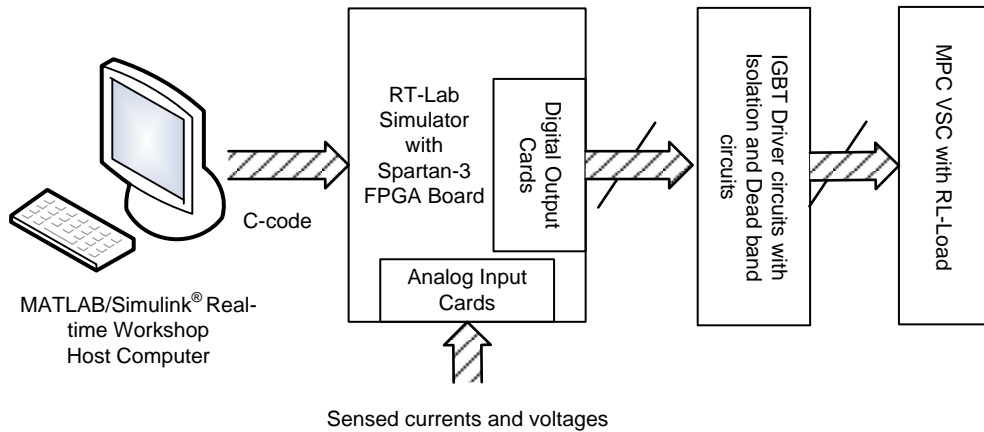 MATLAB/Simulink® Real-
time Workshop
Host Computer
C-code
RT-Lab
Simulator
with
Spartan-3
FPGA Board
Digital Output
Cards
Analog Input
Cards
Sensed currents and voltages
IGBT Driver circuits with
Isolation and Dead band
circuits
MPC VSC with RL-Load